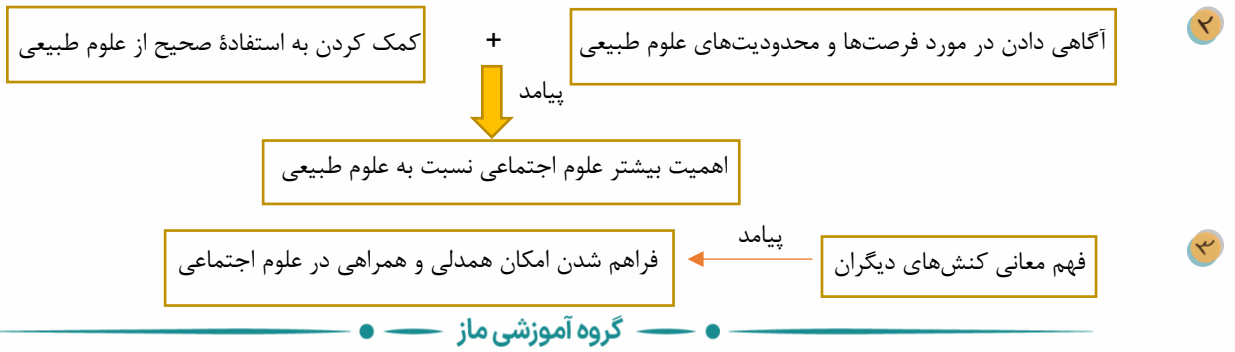 ۲
آگاهی دادن در مورد فرصت‌ها و محدودیت‌های علوم طبیعی + کمک کردن به استفادۀ صحیح از علوم طبیعی
پیامد
اهمیت بیشتر علوم اجتماعی نسبت به علوم طبیعی
۳
فهم معانی کنش‌های دیگران پیامد فراهم شدن امکان همدلی و همراهی در علوم اجتماعی
گروه آموزشی ماز